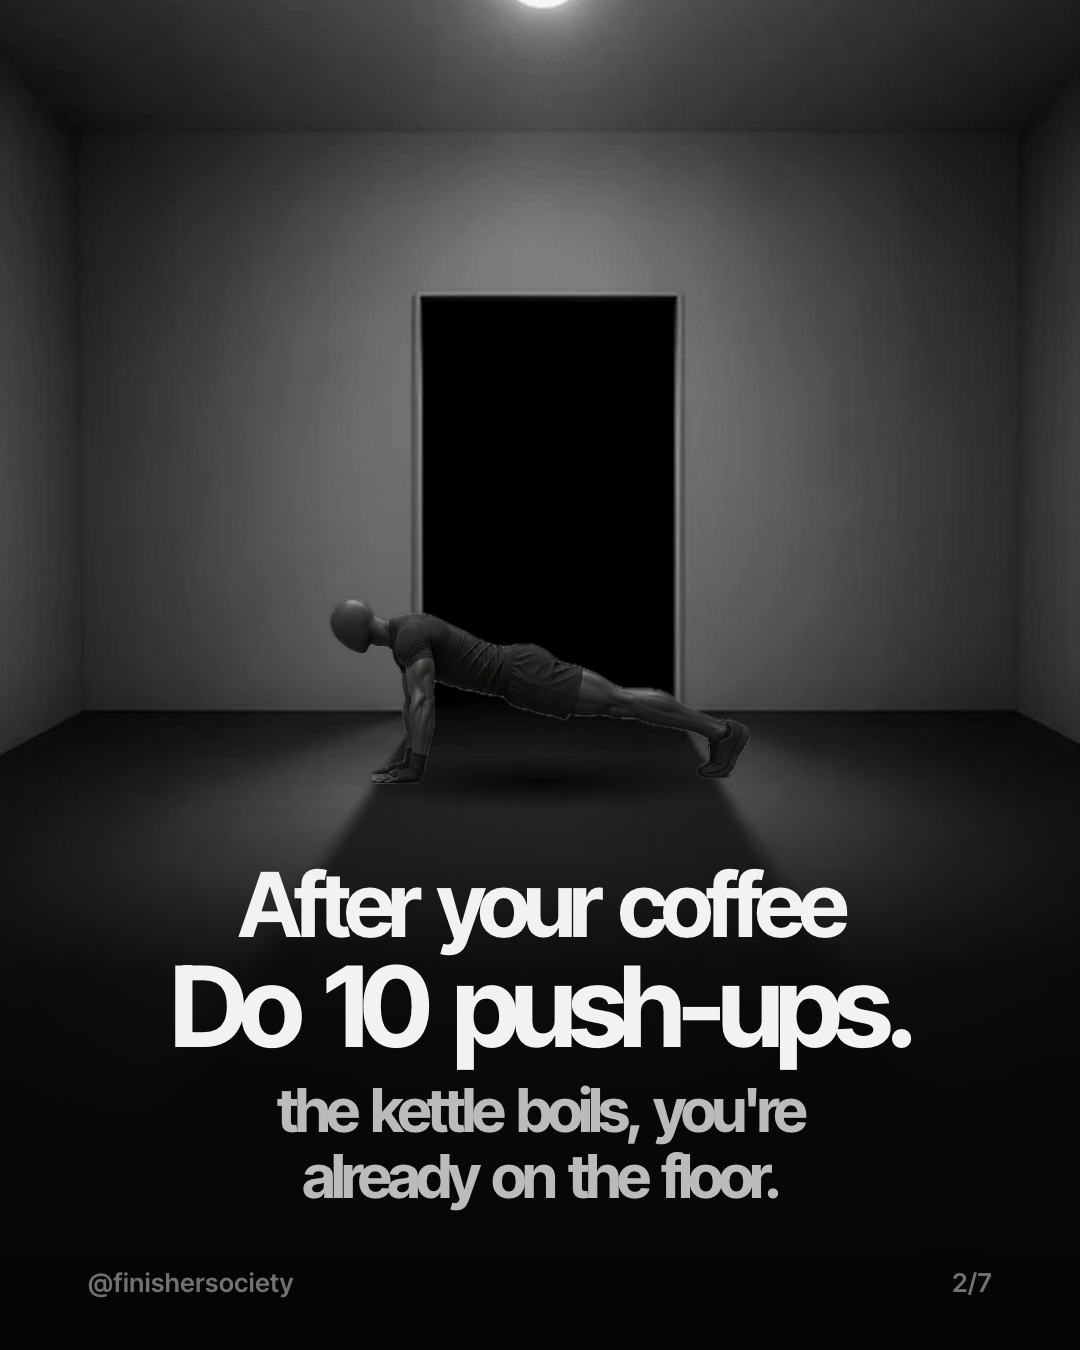 After your coffee
Do 10 push-ups.
the kettle boils, you're
already on the floor.
@finishersociety
2/7